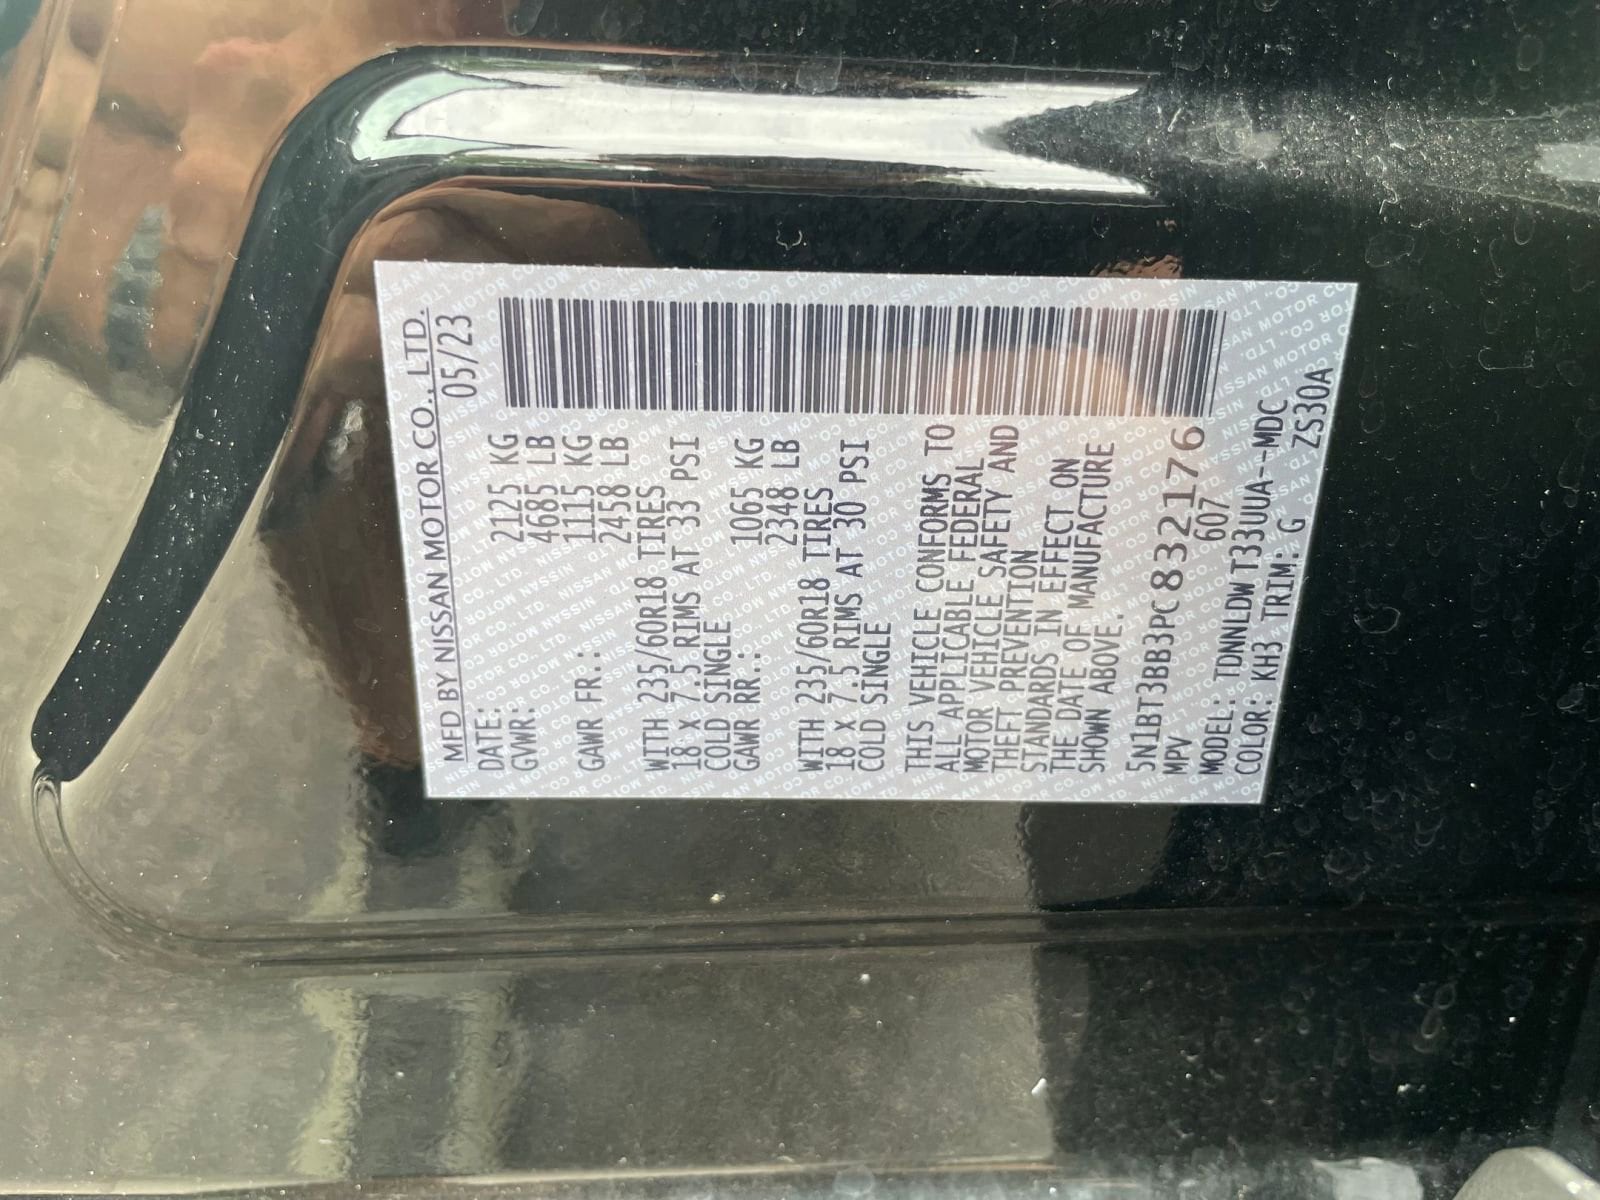 MFD BY NISSAN MOTOR CO., LTD.
DATE: 05/23
GVWR: 2125 KG
4685 LB
GAWR FR.: 1115 KG
2458 LB
WITH 235/60R18 TIRES
18 X 7.5 RIMS AT 33 PSI
COLD SINGLE
GAWR RR.: 1065 KG
2348 LB
WITH 235/60R18 TIRES
18 X 7.5 RIMS AT 30 PSI
COLD SINGLE
THIS VEHICLE CONFORMS TO
ALL APPLICABLE FEDERAL
MOTOR VEHICLE SAFETY AND
THEFT PREVENTION
STANDARDS IN EFFECT ON
THE DATE OF MANUFACTURE
SHOWN ABOVE.
5N1BT3BB3PC832176
MPV 607
MODEL: TDNNLDWT33UUA--MDC
COLOR: KH3 TRIM: G ZS30A